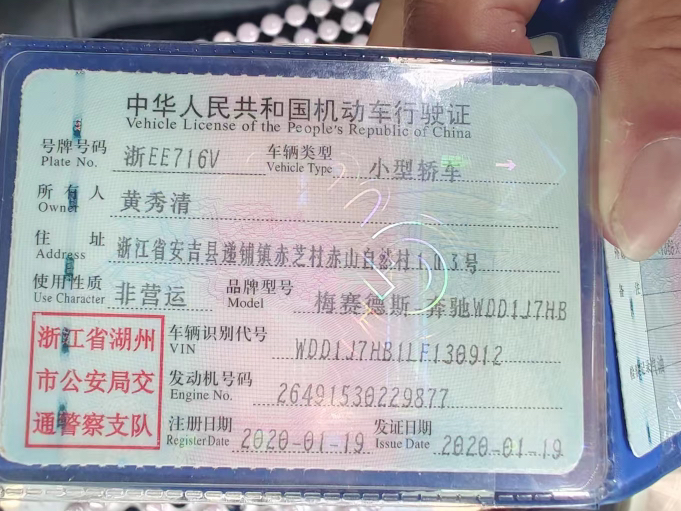 中华人民共和国机动车行驶证
Vehicle License of the People's Republic of China
号牌号码 浙EE716V 车辆类型 小型轿车
Plate No. Vehicle Type
所有人 黄秀清
Owner
住址 浙江省安吉县递铺镇赤芝村赤山自然村103号
Address
使用性质 非营运 品牌型号 梅赛德斯-奔驰WDD1J7HB
Use Character Model
浙江省湖州
市公安局交
通警察支队
车辆识别代号 WDD1J7HB1LF130912
VIN
发动机号码 26491530229877
Engine No.
注册日期 2020-01-19 发证日期 2020-01-19
Register Date Issue Date